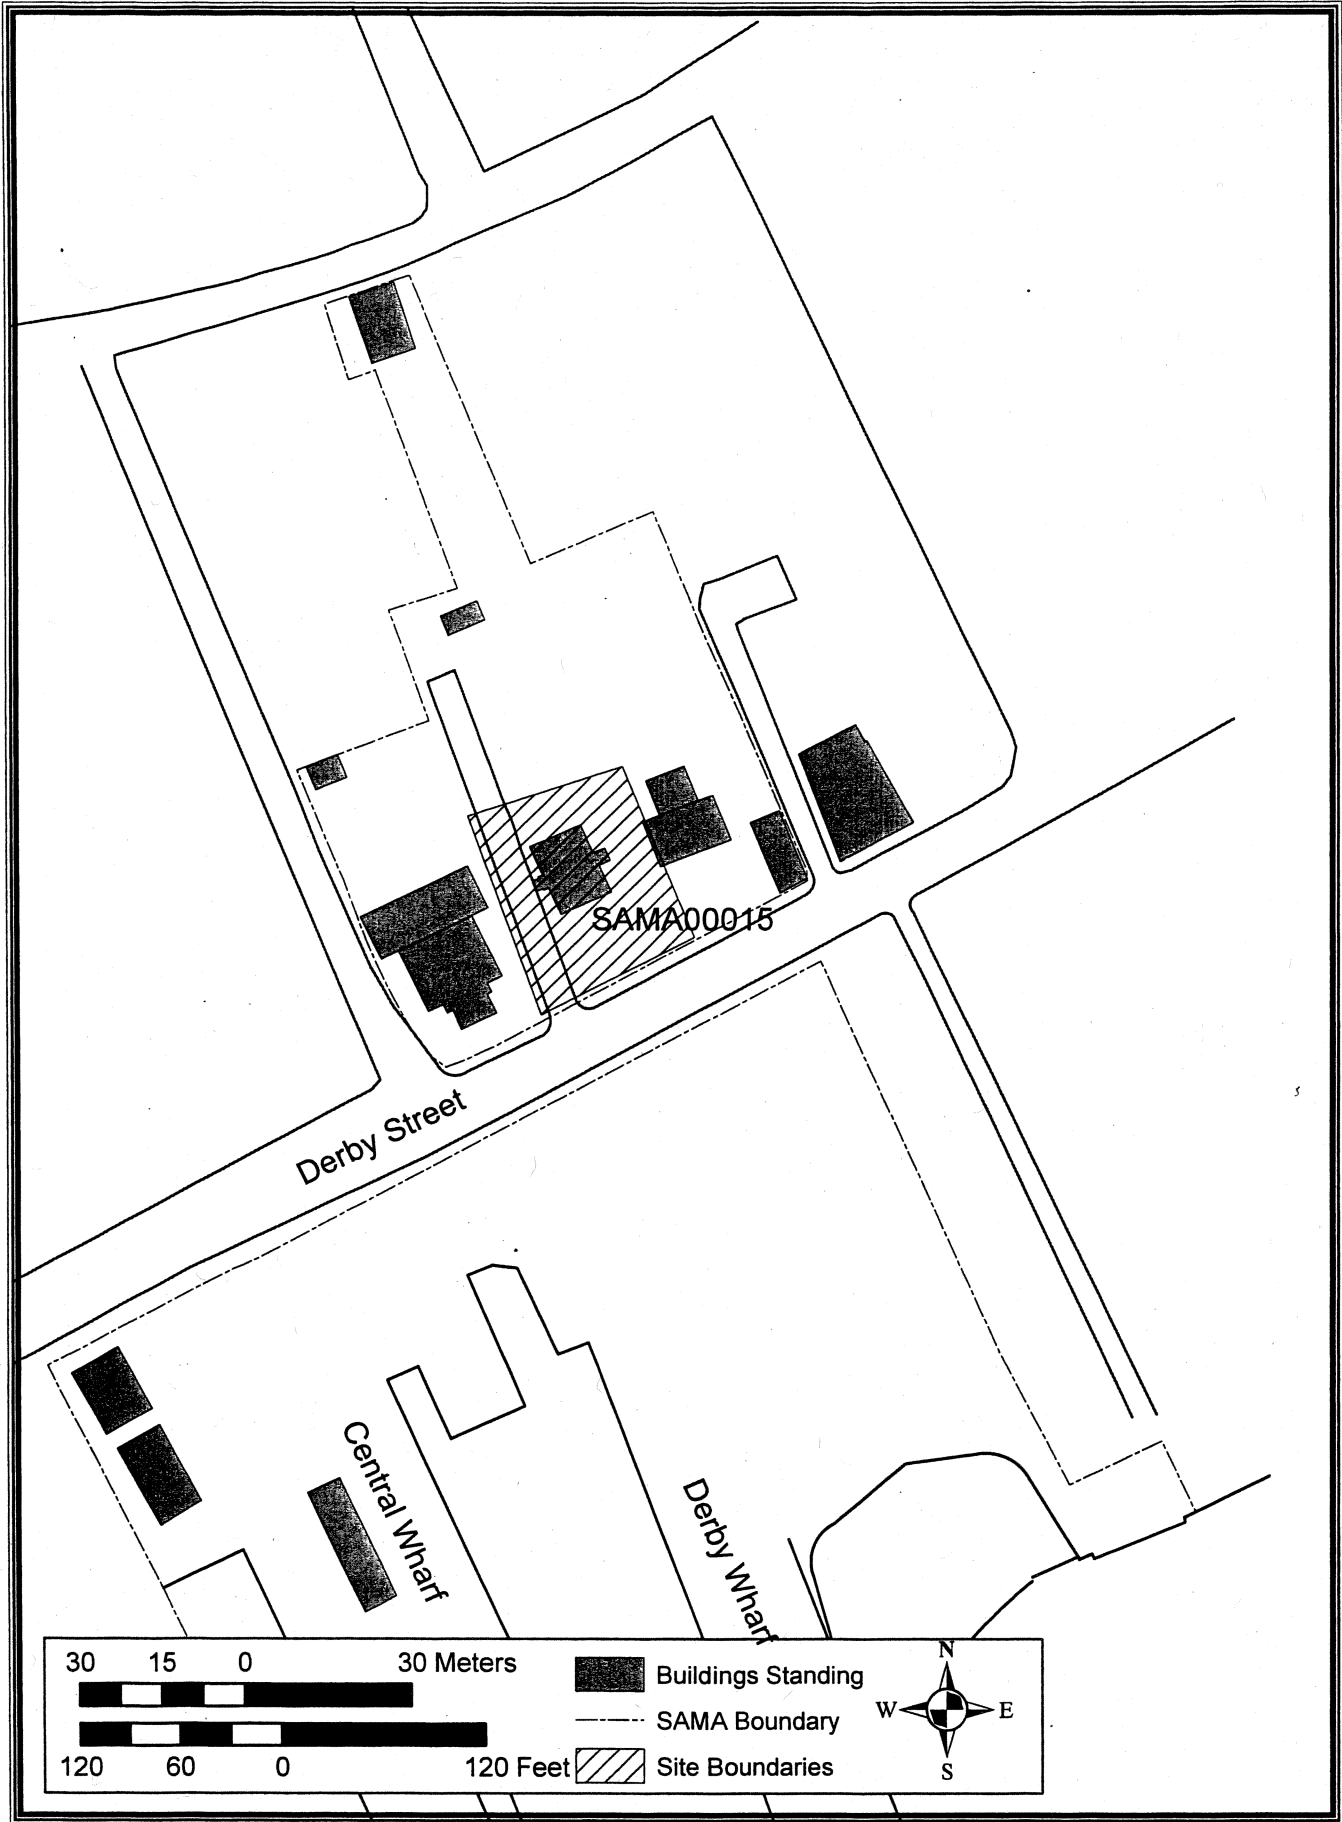 SAMA00015
Derby Street
Central Wharf
Derby Wharf
30 15 0 30 Meters
120 60 0 120 Feet
Buildings Standing
SAMA Boundary
Site Boundaries
N
W E
S